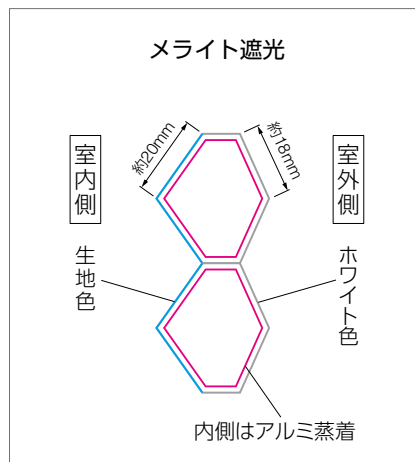 メライト遮光
約20mm
約18mm
室内側
室外側
生地色
ホワイト色
内側はアルミ蒸着